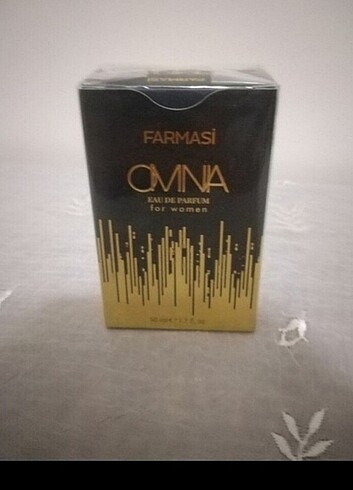 FARMASİ
OMNIA
EAU DE PARFUM
for women